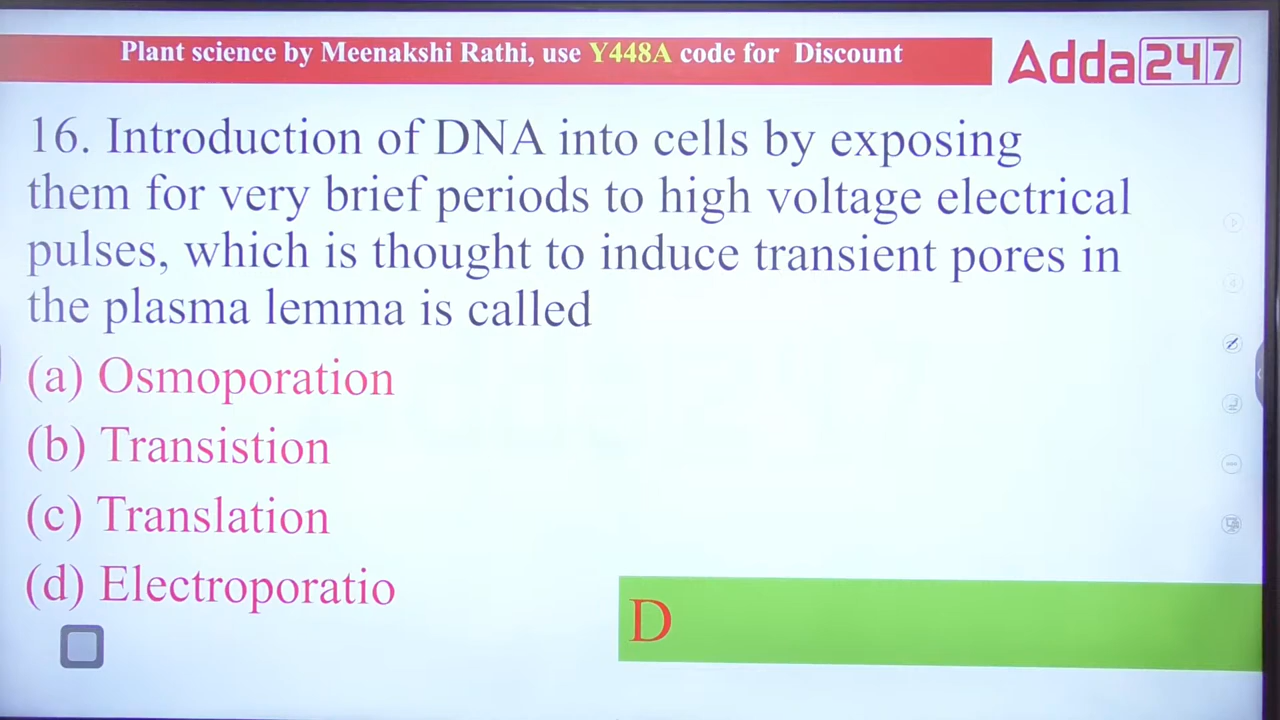 Plant science by Meenakshi Rathi, use Y448A code for Discount
Adda247
16. Introduction of DNA into cells by exposing
them for very brief periods to high voltage electrical
pulses, which is thought to induce transient pores in
the plasma lemma is called
(a) Osmoporation
(b) Transistion
(c) Translation
(d) Electroporatio
D